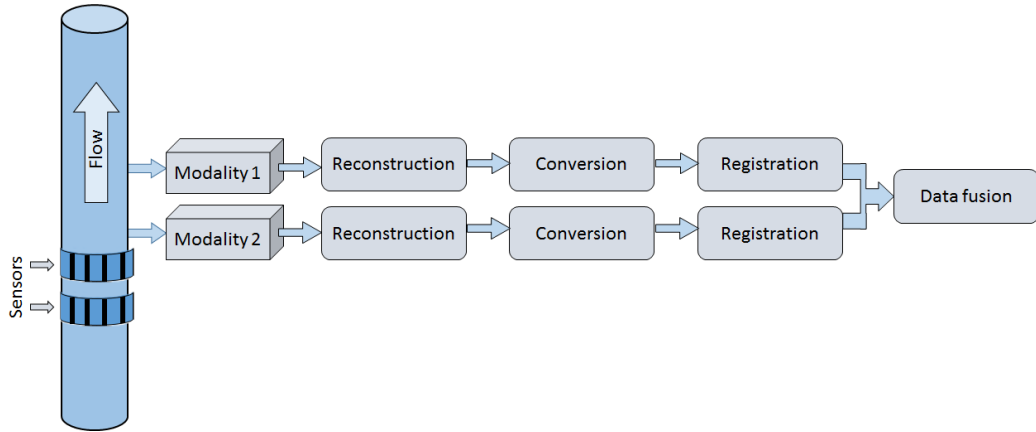 Flow
Sensors
Modality 1
Reconstruction
Conversion
Registration
Modality 2
Reconstruction
Conversion
Registration
Data fusion